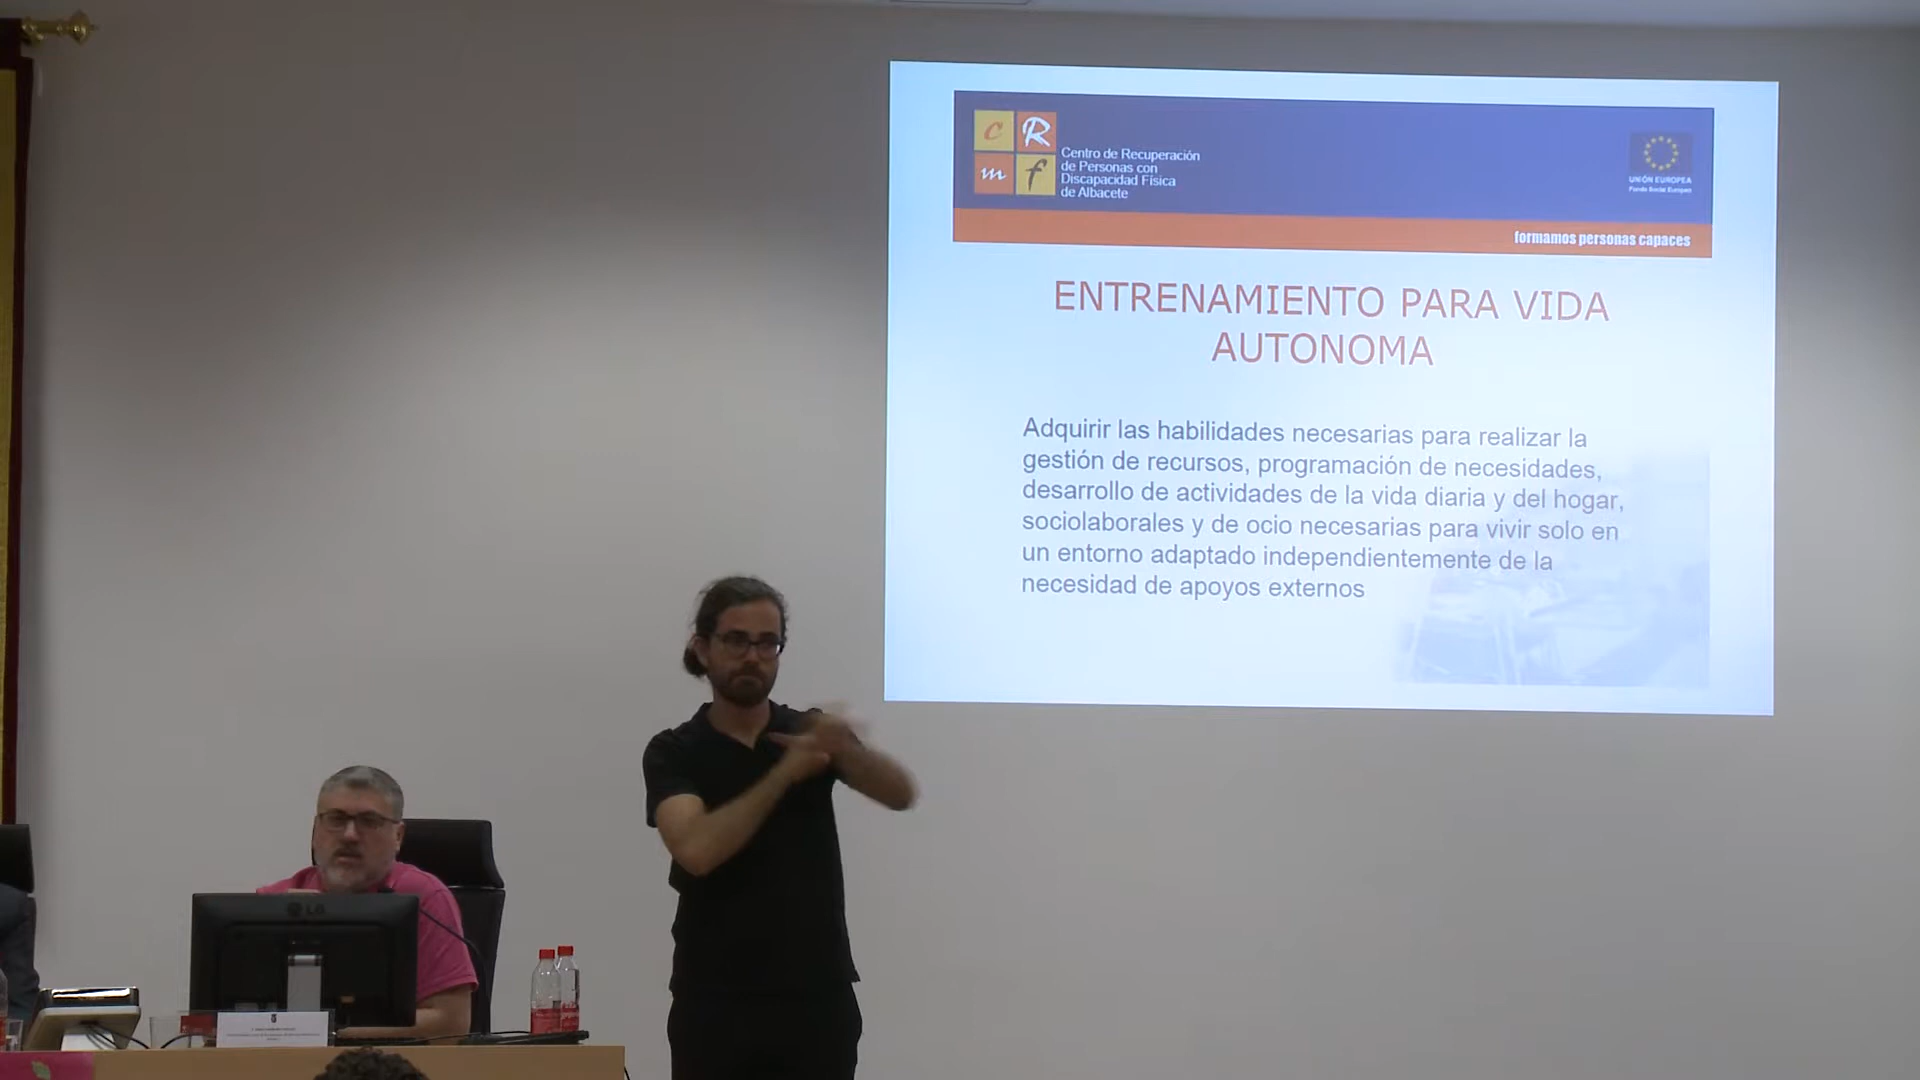 C R
m f
Centro de Recuperación
de Personas con
Discapacidad Física
de Albacete
UNIÓN EUROPEA
Fondo Social Europeo
formamos personas capaces
ENTRENAMIENTO PARA VIDA
AUTONOMA
Adquirir las habilidades necesarias para realizar la
gestión de recursos, programación de necesidades,
desarrollo de actividades de la vida diaria y del hogar,
sociolaborales y de ocio necesarias para vivir solo en
un entorno adaptado independientemente de la
necesidad de apoyos externos
LG